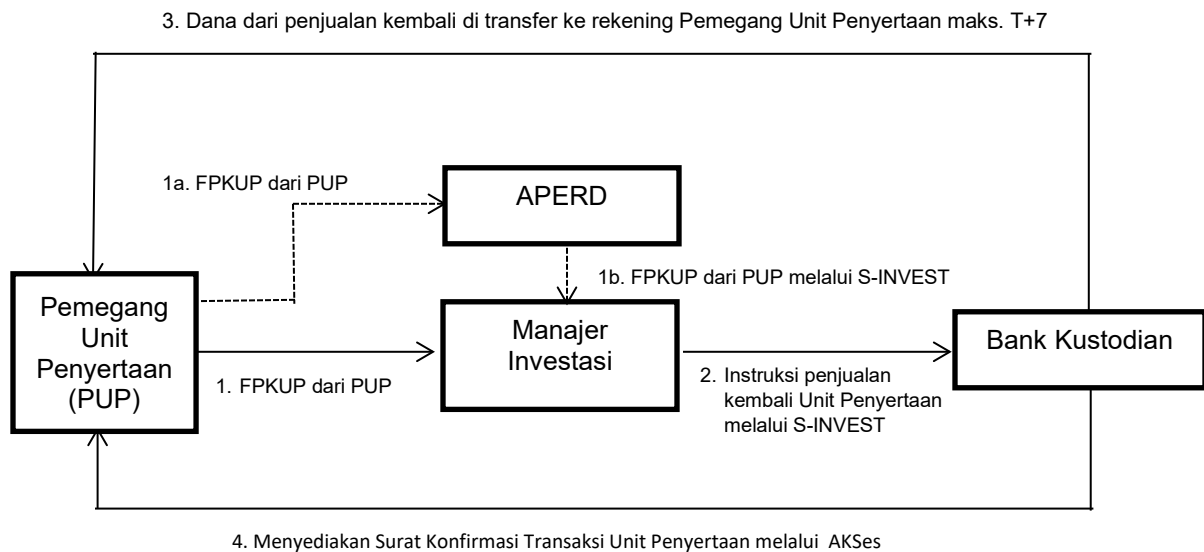 3. Dana dari penjualan kembali di transfer ke rekening Pemegang Unit Penyertaan maks. T+7
1a. FPKUP dari PUP
APERD
1b. FPKUP dari PUP melalui S-INVEST
Pemegang
Unit
Penyertaan
(PUP)
1. FPKUP dari PUP
Manajer
Investasi
2. Instruksi penjualan
kembali Unit Penyertaan
melalui S-INVEST
Bank Kustodian
4. Menyediakan Surat Konfirmasi Transaksi Unit Penyertaan melalui AKSes